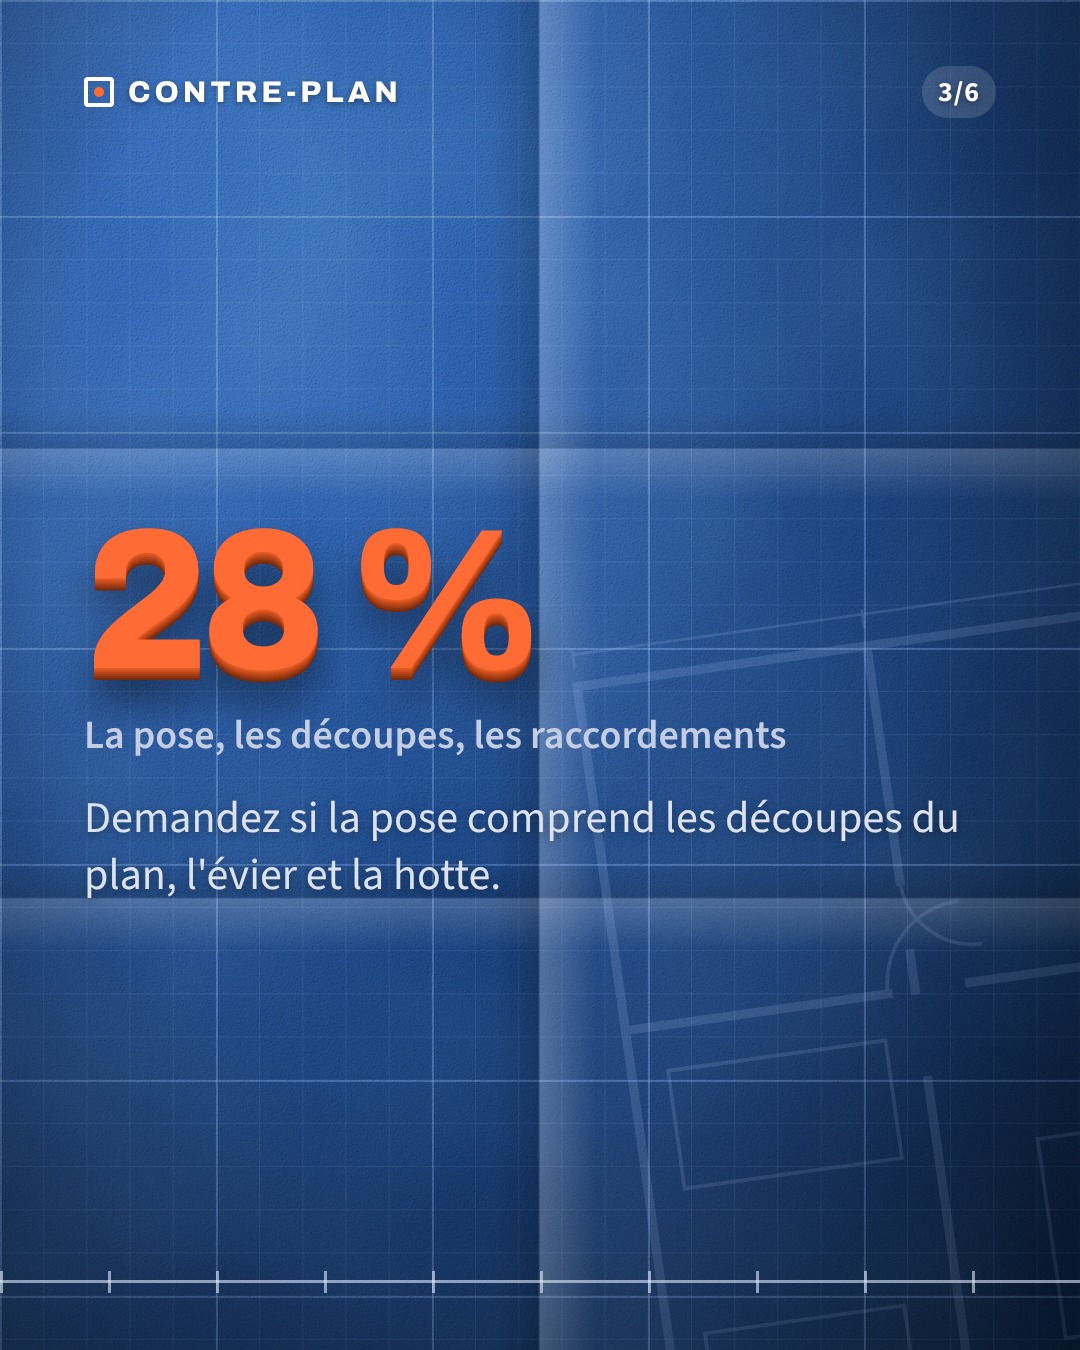 CONTRE-PLAN
3/6
28 %
La pose, les découpes, les raccordements
Demandez si la pose comprend les découpes du
plan, l'évier et la hotte.